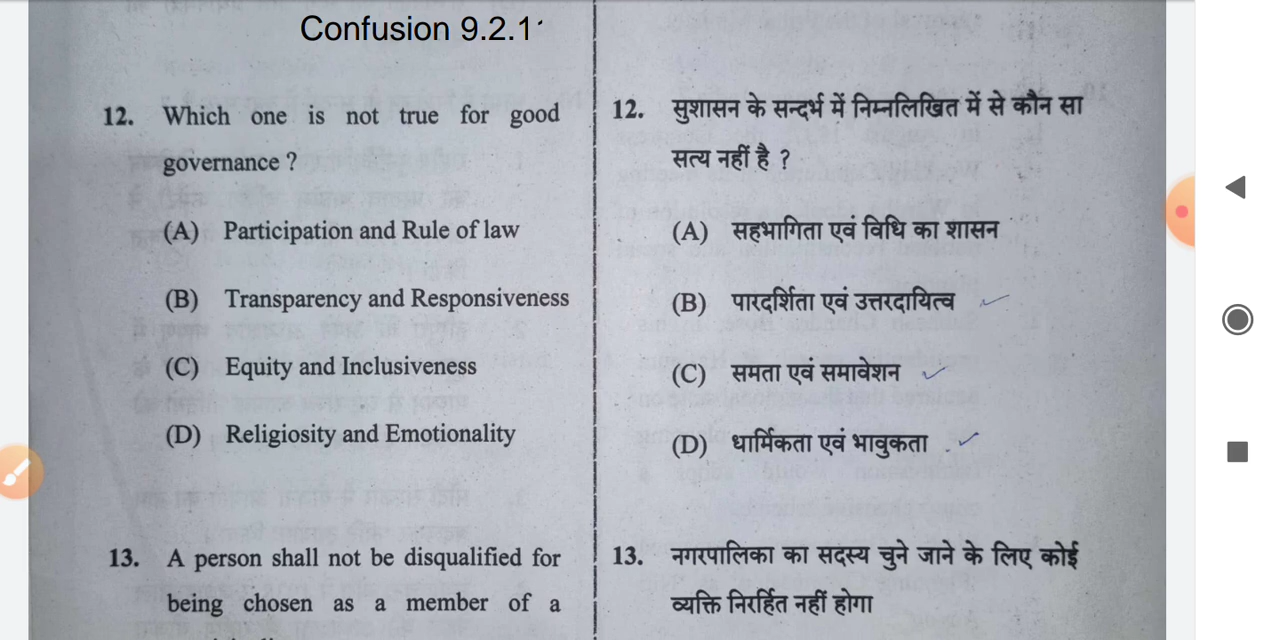 Confusion 9.2.1
12. Which one is not true for good
governance ?
(A) Participation and Rule of law
(B) Transparency and Responsiveness
(C) Equity and Inclusiveness
(D) Religiosity and Emotionality
13. A person shall not be disqualified for
being chosen as a member of a
12. सुशासन के सन्दर्भ में निम्नलिखित में से कौन सा
सत्य नहीं है ?
(A) सहभागिता एवं विधि का शासन
(B) पारदर्शिता एवं उत्तरदायित्व
(C) समता एवं समावेशन
(D) धार्मिकता एवं भावुकता
13. नगरपालिका का सदस्य चुने जाने के लिए कोई
व्यक्ति निरर्हित नहीं होगा